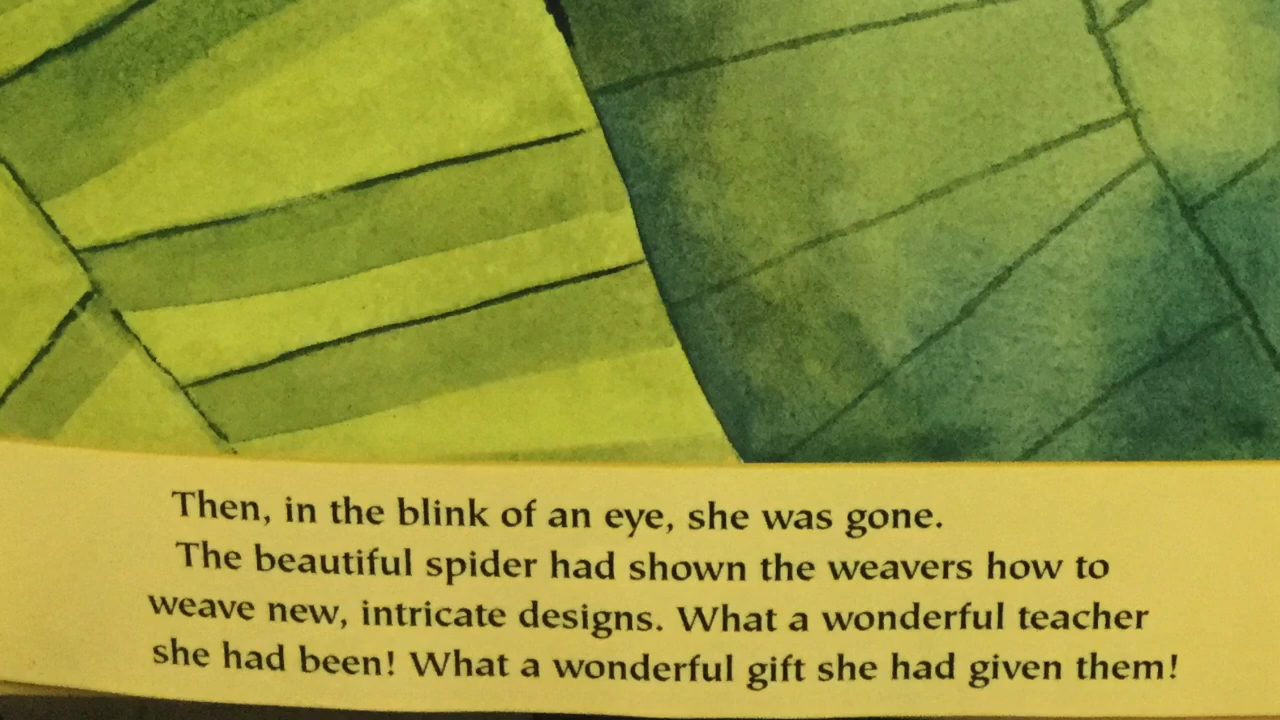 Then, in the blink of an eye, she was gone.
The beautiful spider had shown the weavers how to
weave new, intricate designs. What a wonderful teacher
she had been! What a wonderful gift she had given them!